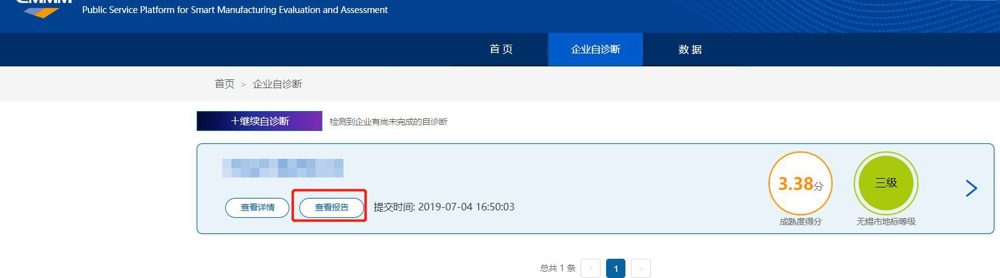 CMMM
Public Service Platform for Smart Manufacturing Evaluation and Assessment
首页
企业自诊断
数据
首页 > 企业自诊断
十继续自诊断
检测到企业有尚未完成的自诊断
3.38分
三级
查看详情
查看报告
提交时间: 2019-07-04 16:50:03
成熟度得分
无锡市地标等级
总共 1 条 < 1 >